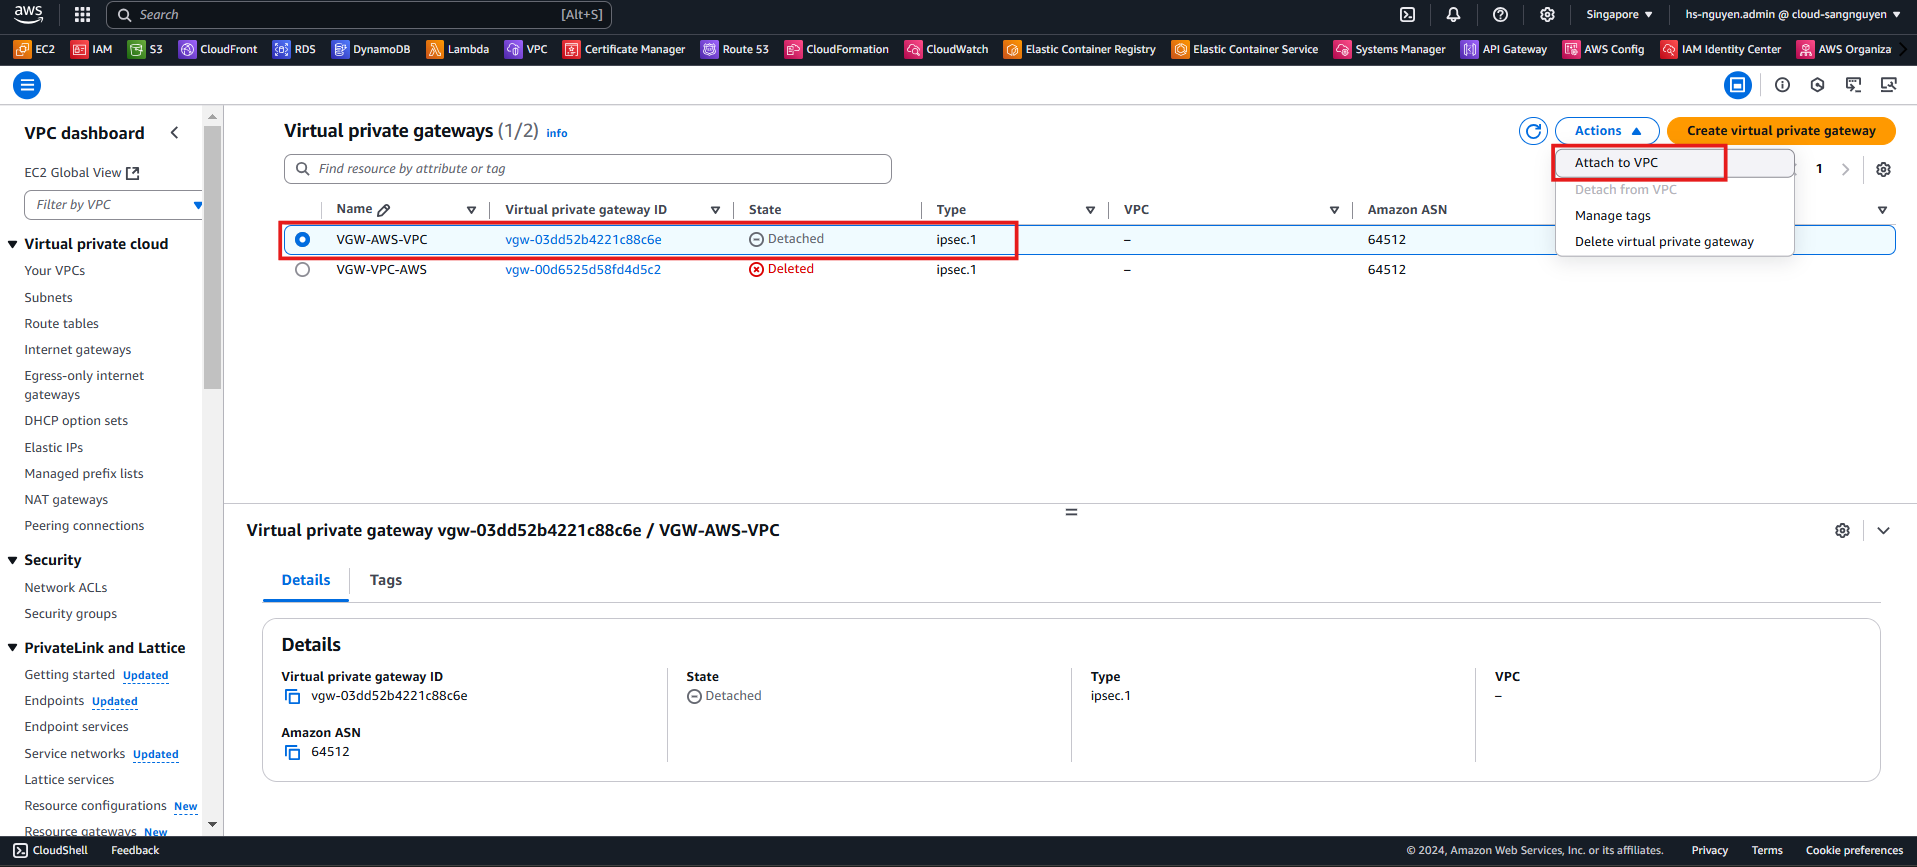 aws Search [Alt+S] Singapore hs-nguyen.admin @ cloud-sangnguyen
EC2 IAM S3 CloudFront RDS DynamoDB Lambda VPC Certificate Manager Route 53 CloudFormation CloudWatch Elastic Container Registry Elastic Container Service Systems Manager API Gateway AWS Config IAM Identity Center AWS Organiza
VPC dashboard
EC2 Global View
Filter by VPC
Virtual private cloud
Your VPCs
Subnets
Route tables
Internet gateways
Egress-only internet
gateways
DHCP option sets
Elastic IPs
Managed prefix lists
NAT gateways
Peering connections
Security
Network ACLs
Security groups
PrivateLink and Lattice
Getting started Updated
Endpoints Updated
Endpoint services
Service networks Updated
Lattice services
Resource configurations New
Resource gateways New
Virtual private gateways (1/2) info
Actions Create virtual private gateway
Find resource by attribute or tag
1
Attach to VPC
Detach from VPC
Manage tags
Delete virtual private gateway
Name Virtual private gateway ID State Type VPC Amazon ASN
VGW-AWS-VPC vgw-03dd52b4221c88c6e Detached ipsec.1 – 64512
VGW-VPC-AWS vgw-00d6525d58fd4d5c2 Deleted ipsec.1 – 64512
Virtual private gateway vgw-03dd52b4221c88c6e / VGW-AWS-VPC
Details Tags
Details
Virtual private gateway ID State Type VPC
vgw-03dd52b4221c88c6e Detached ipsec.1 –
Amazon ASN
64512
CloudShell Feedback © 2024, Amazon Web Services, Inc. or its affiliates. Privacy Terms Cookie preferences